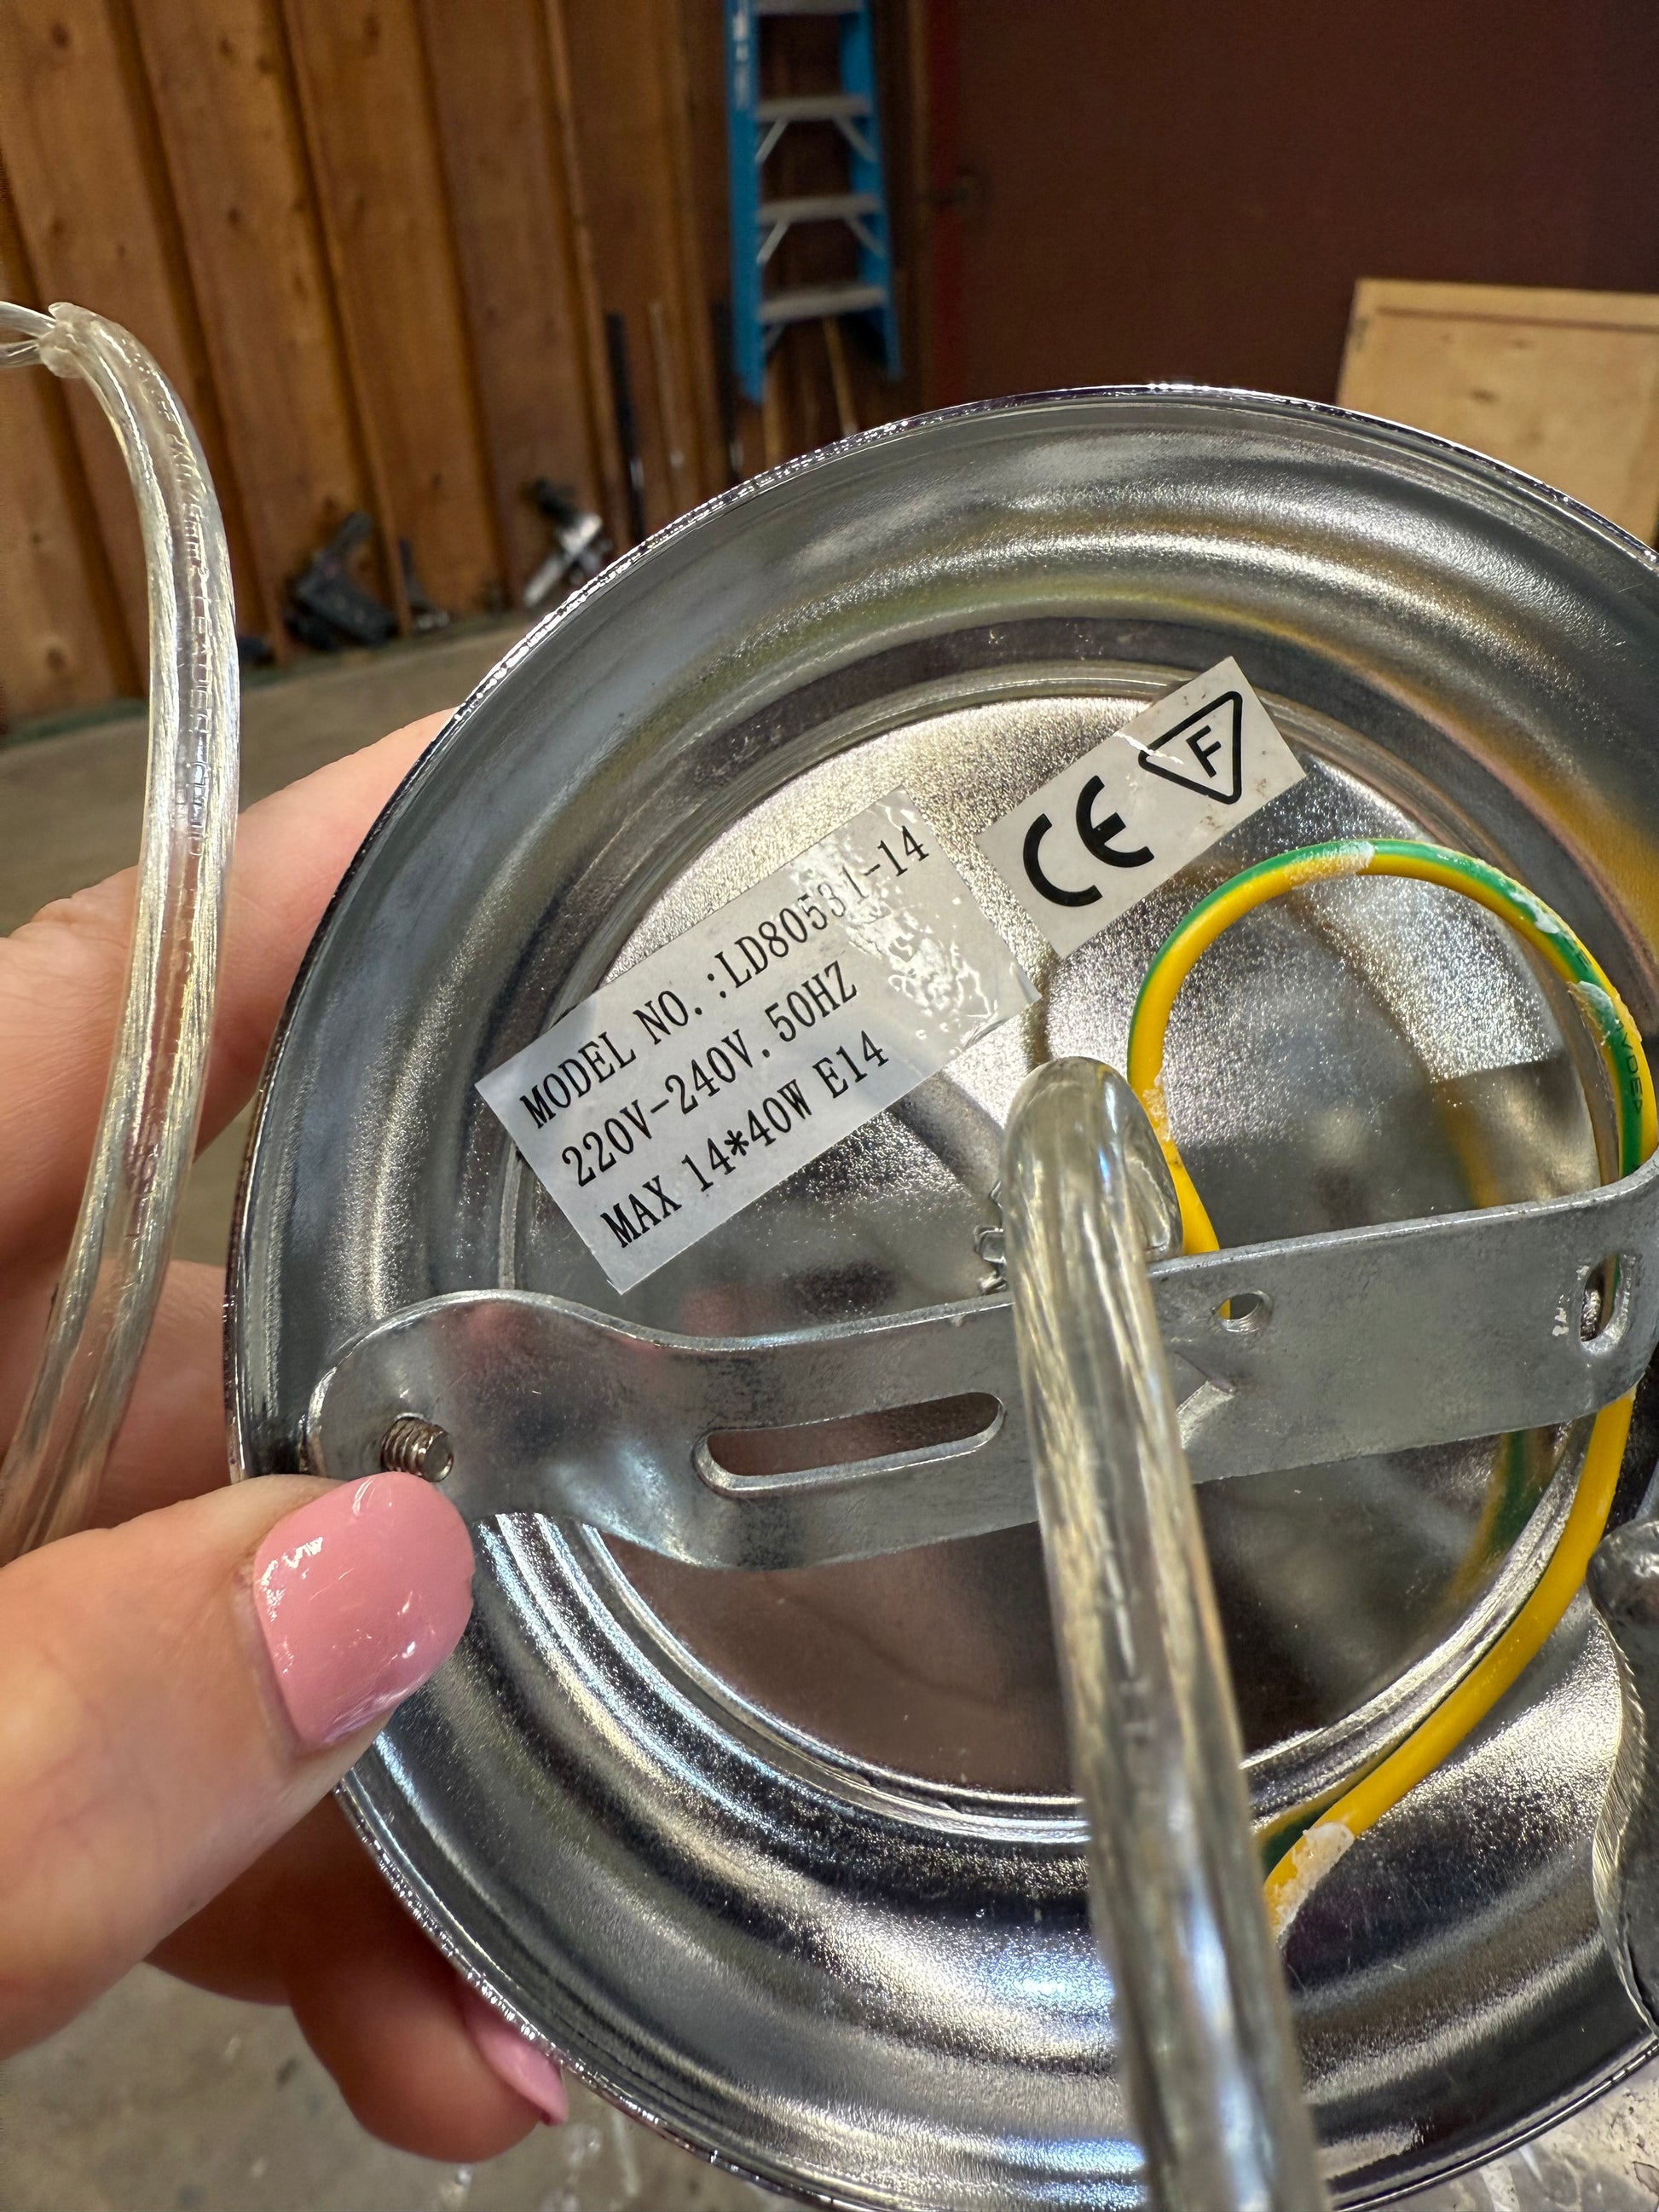 MODEL NO.:LD80531-14
220V-240V.50HZ
MAX 14*40W E14
CE F